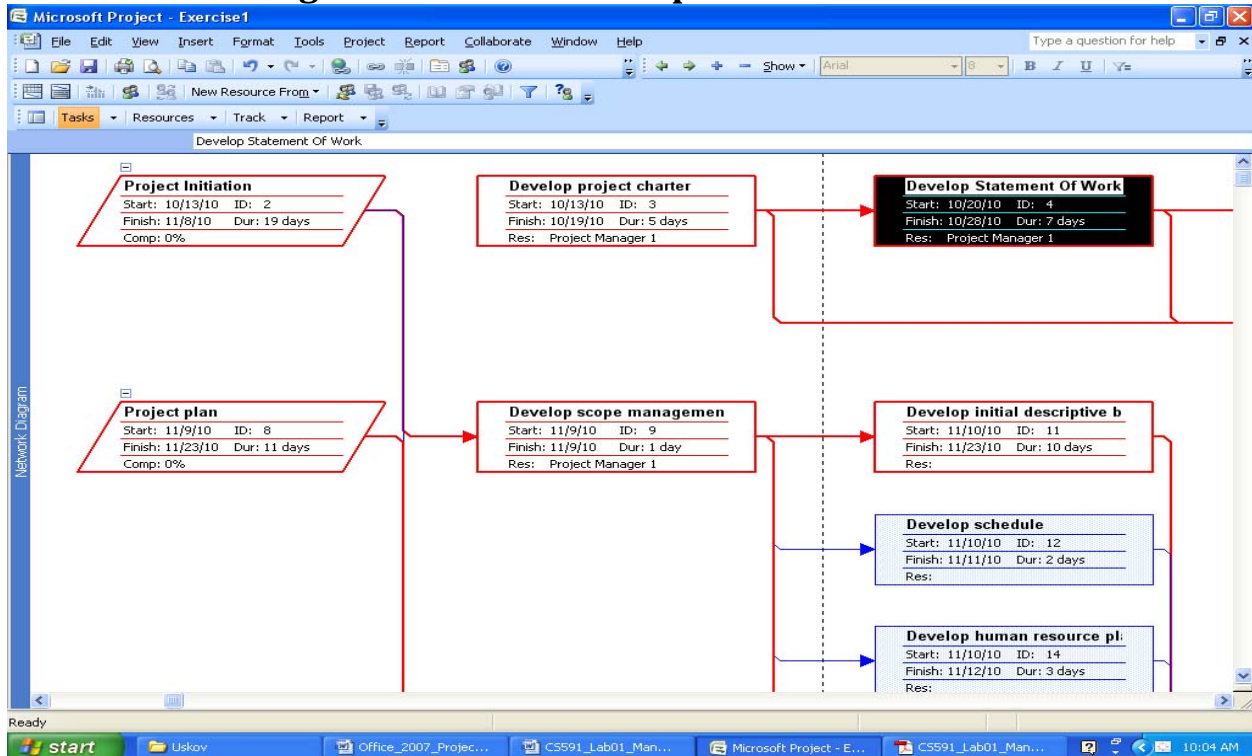 Microsoft Project - Exercise1
File Edit View Insert Format Tools Project Report Collaborate Window Help
Type a question for help
Show
Arial
8
B I U
New Resource From
Tasks Resources Track Report
Develop Statement Of Work
Network Diagram
Project Initiation
Start: 10/13/10 ID: 2
Finish: 11/8/10 Dur: 19 days
Comp: 0%
Develop project charter
Start: 10/13/10 ID: 3
Finish: 10/19/10 Dur: 5 days
Res: Project Manager 1
Develop Statement Of Work
Start: 10/20/10 ID: 4
Finish: 10/28/10 Dur: 7 days
Res: Project Manager 1
Project plan
Start: 11/9/10 ID: 8
Finish: 11/23/10 Dur: 11 days
Comp: 0%
Develop scope managemen
Start: 11/9/10 ID: 9
Finish: 11/9/10 Dur: 1 day
Res: Project Manager 1
Develop initial descriptive b
Start: 11/10/10 ID: 11
Finish: 11/23/10 Dur: 10 days
Res:
Develop schedule
Start: 11/10/10 ID: 12
Finish: 11/11/10 Dur: 2 days
Res:
Develop human resource pl
Start: 11/10/10 ID: 14
Finish: 11/12/10 Dur: 3 days
Res:
Ready
start Uskov Office_2007_Projec... CS591_Lab01_Man... Microsoft Project - E... CS591_Lab01_Man... 10:04 AM